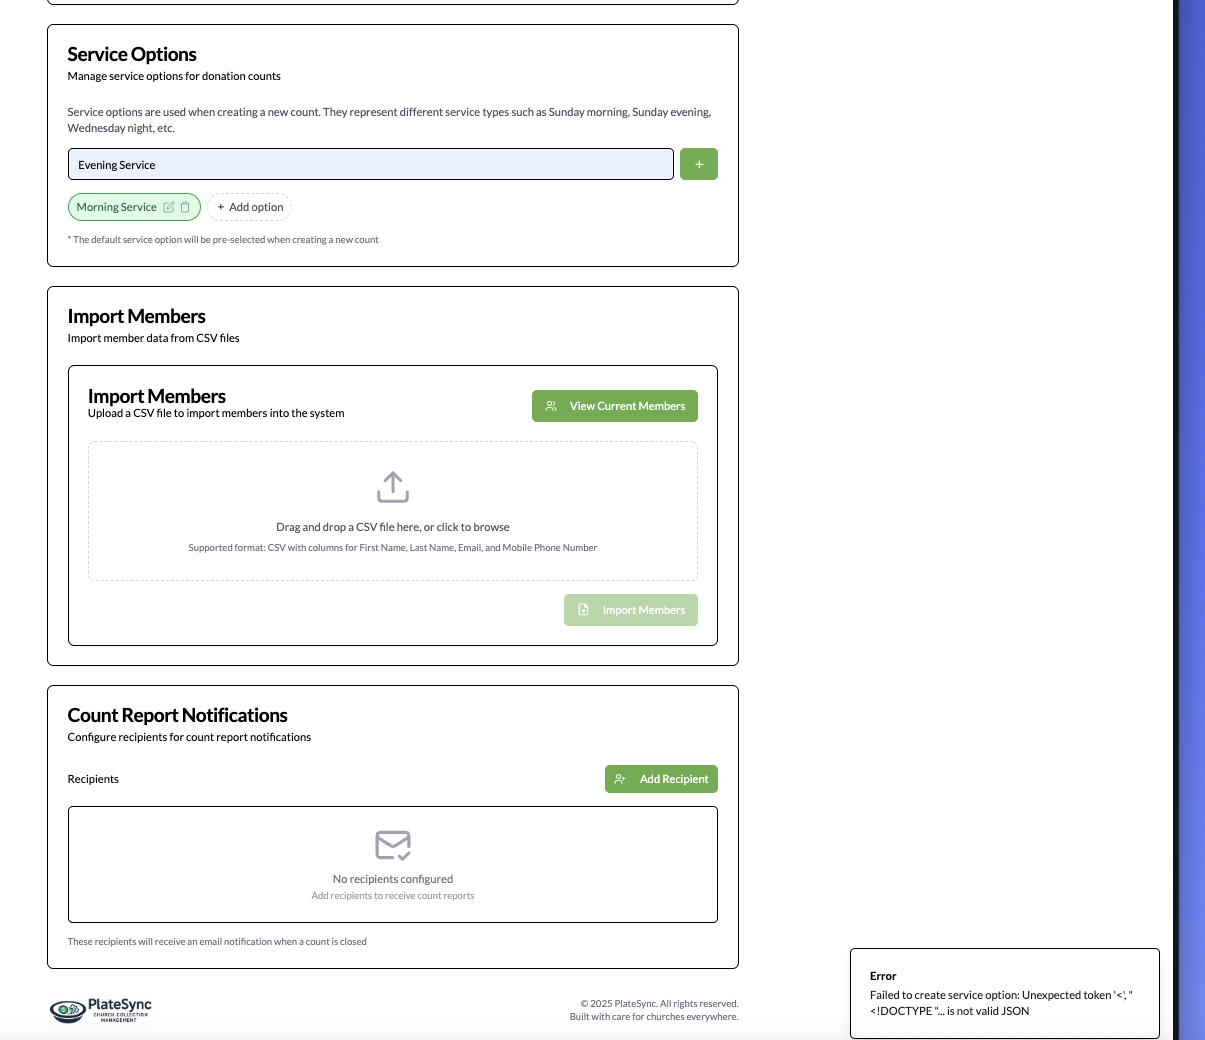 Service Options
Manage service options for donation counts
Service options are used when creating a new count. They represent different service types such as Sunday morning, Sunday evening,
Wednesday night, etc.
Evening Service
+
Morning Service
+ Add option
* The default service option will be pre-selected when creating a new count
Import Members
Import member data from CSV files
Import Members
Upload a CSV file to import members into the system
View Current Members
Drag and drop a CSV file here, or click to browse
Supported format: CSV with columns for First Name, Last Name, Email, and Mobile Phone Number
Import Members
Count Report Notifications
Configure recipients for count report notifications
Recipients
Add Recipient
No recipients configured
Add recipients to receive count reports
These recipients will receive an email notification when a count is closed
PlateSync
CHURCH COLLECTION
MANAGEMENT
© 2025 PlateSync. All rights reserved.
Built with care for churches everywhere.
Error
Failed to create service option: Unexpected token '<', "
<!DOCTYPE "... is not valid JSON